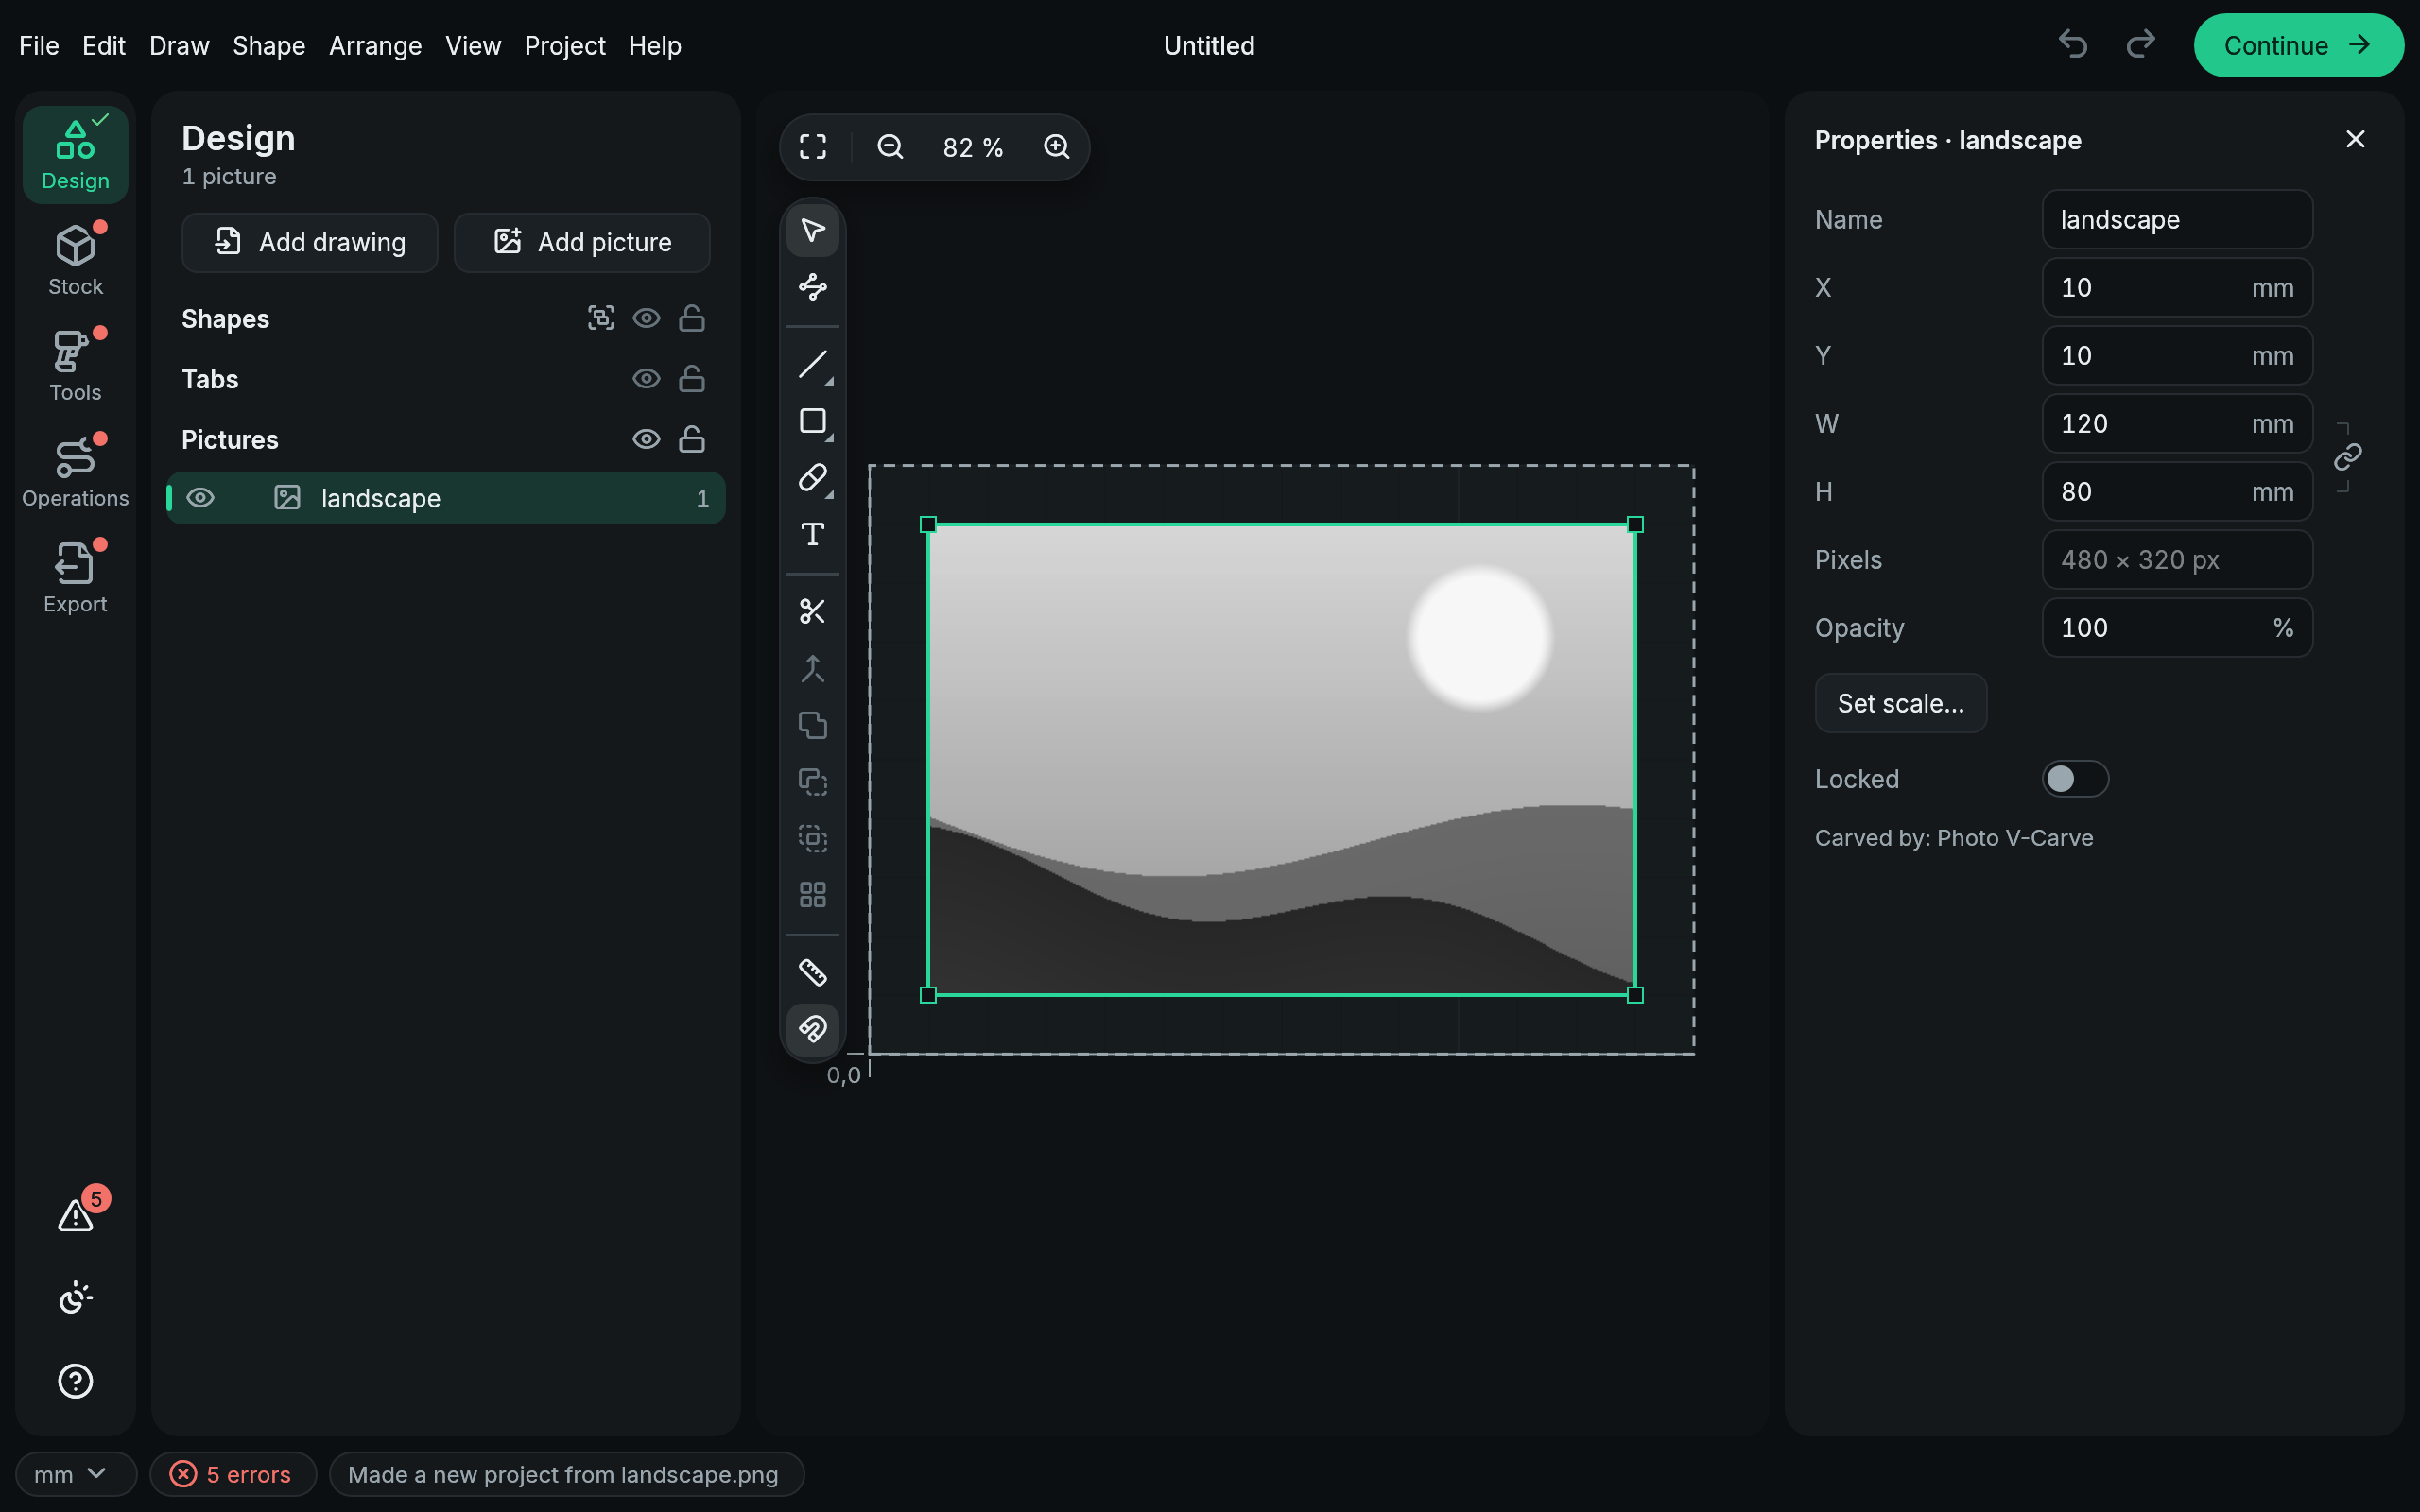 File Edit Draw Shape Arrange View Project Help
Untitled
Continue
Design
Stock
Tools
Operations
Export
5
Design
1 picture
Add drawing
Add picture
Shapes
Tabs
Pictures
landscape 1
82 %
0,0
Properties · landscape
Name landscape
X 10 mm
Y 10 mm
W 120 mm
H 80 mm
Pixels 480 × 320 px
Opacity 100 %
Set scale...
Locked
Carved by: Photo V-Carve
mm
5 errors
Made a new project from landscape.png